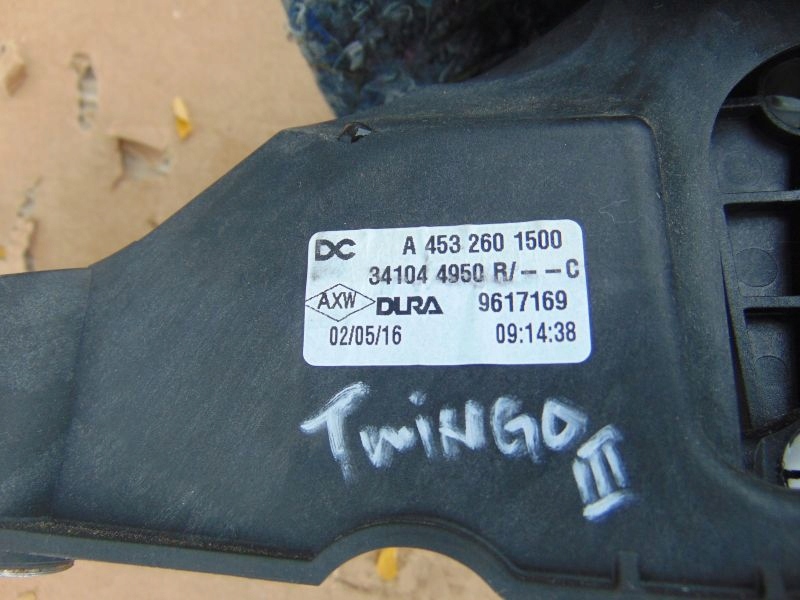 DC A 453 260 1500
34104 4950 R/－－C
AXW DURA 9617169
02/05/16 09:14:38
TwiNGO III